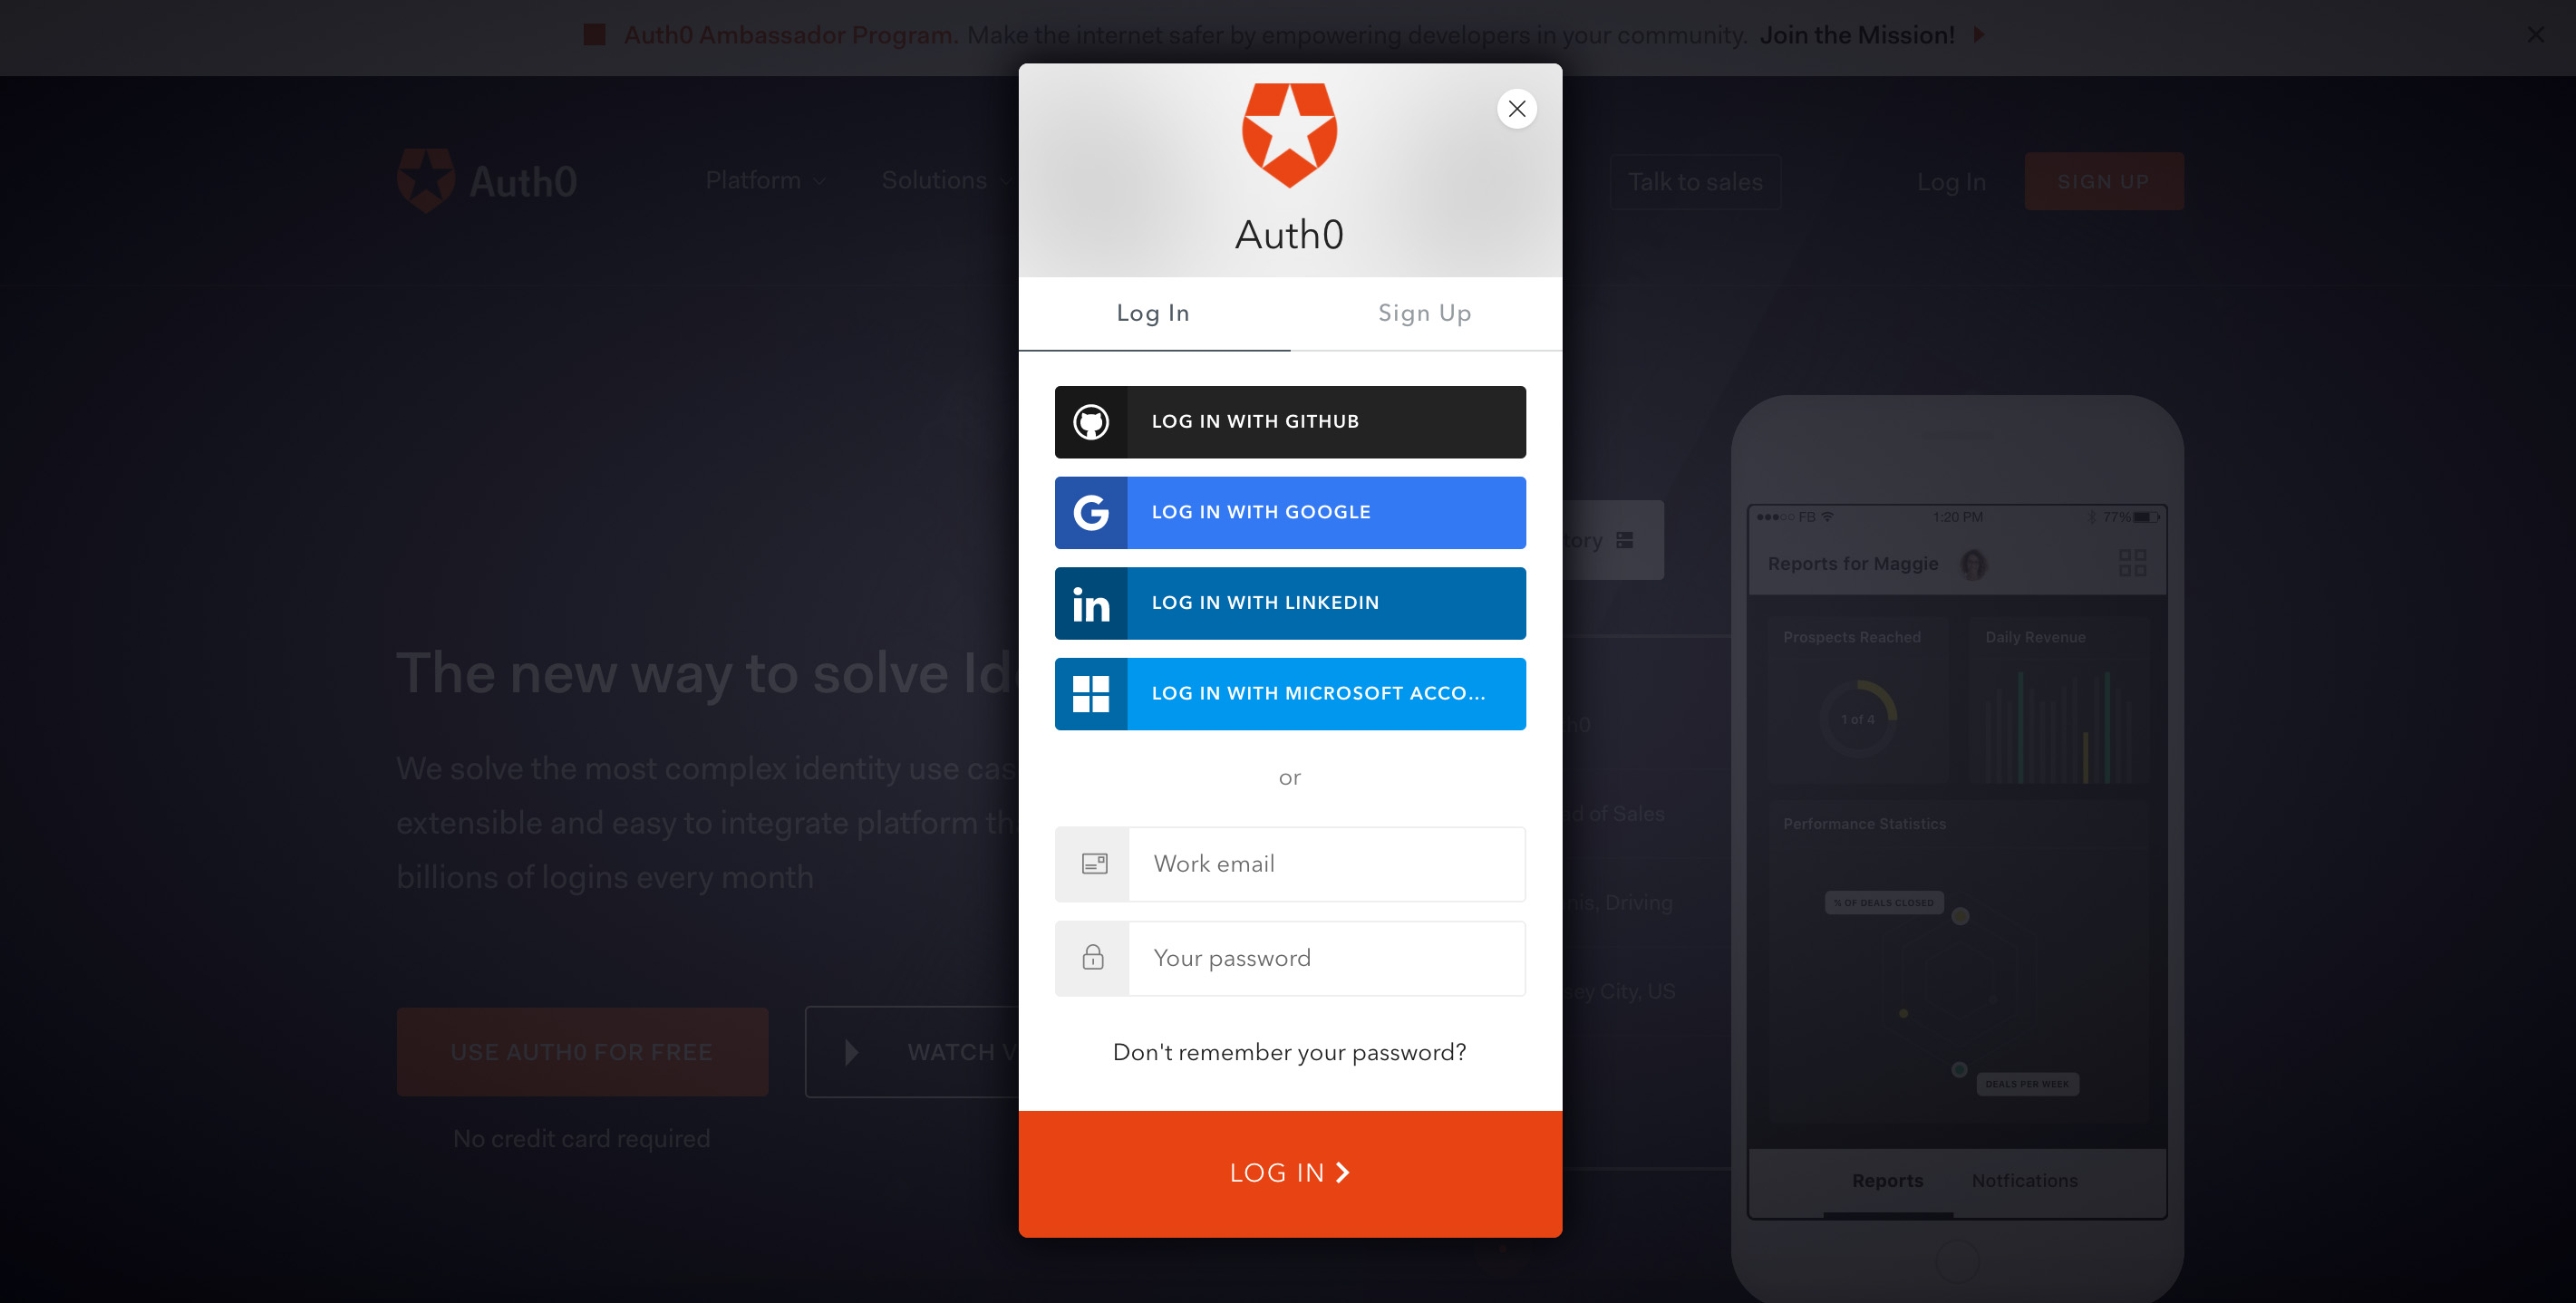 Auth0 Ambassador Program. Make the internet safer by empowering developers in your community. Join the Mission!
Auth0
Platform
Solutions
Talk to sales
Log In
SIGN UP
Auth0
Log In
Sign Up
LOG IN WITH GITHUB
LOG IN WITH GOOGLE
LOG IN WITH LINKEDIN
LOG IN WITH MICROSOFT ACCO...
or
Work email
Your password
Don't remember your password?
LOG IN
The new way to solve Id
We solve the most complex identity use cas
extensible and easy to integrate platform th
billions of logins every month
USE AUTH0 FOR FREE
WATCH V
No credit card required
tory
h0
d of Sales
nis, Driving
sey City, US
FB
1:20 PM
77%
Reports for Maggie
Prospects Reached
Daily Revenue
1 of 4
Performance Statistics
% OF DEALS CLOSED
DEALS PER WEEK
Reports
Notfications